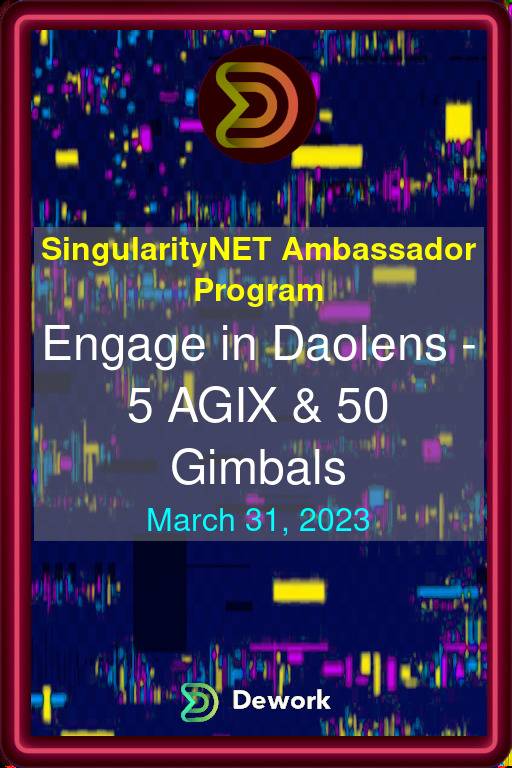 SingularityNET Ambassador
Program
Engage in Daolens -
5 AGIX & 50
Gimbals
March 31, 2023
Dework